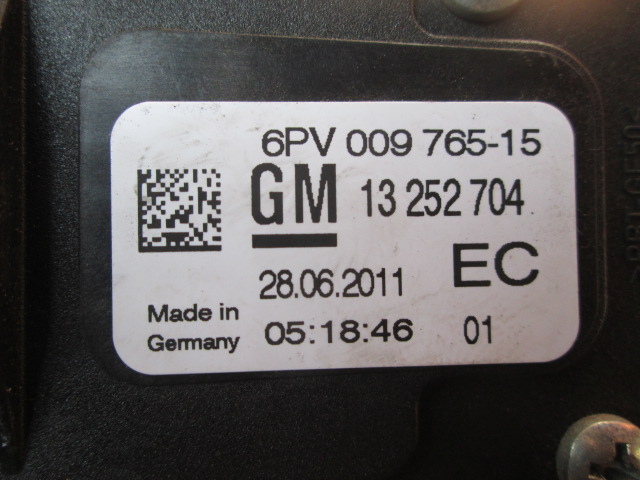 6PV 009 765-15
GM 13 252 704
28.06.2011 EC
Made in
Germany
05:18:46 01